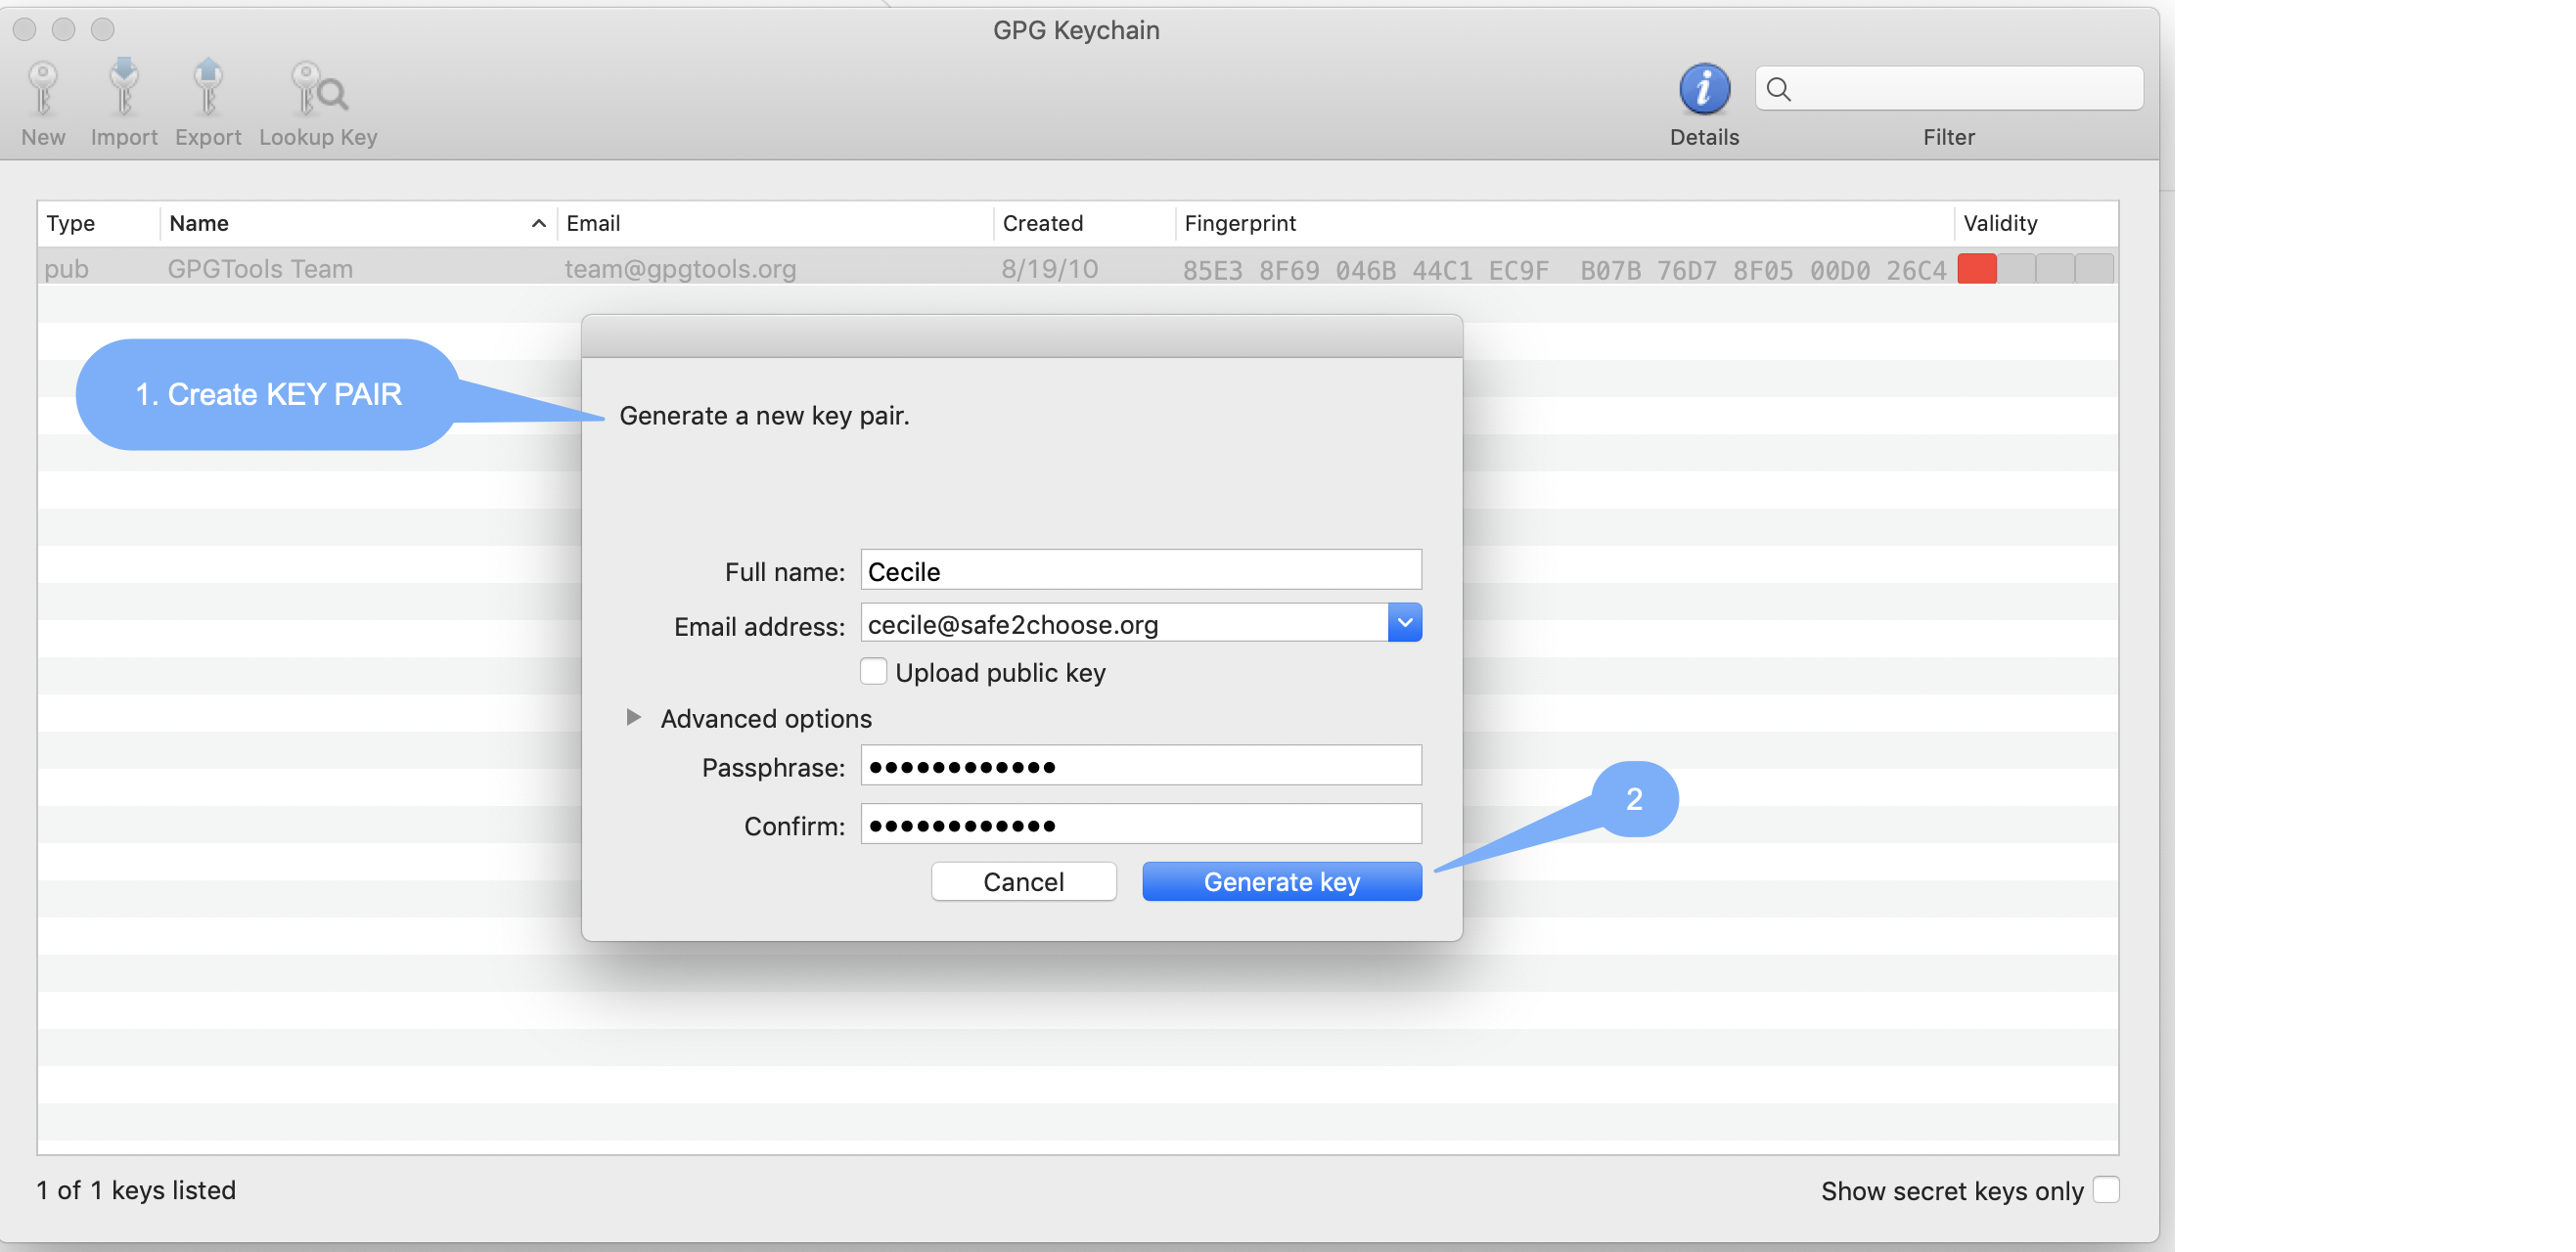 GPG Keychain
New Import Export Lookup Key Details Filter
Type Name Email Created Fingerprint Validity
pub GPGTools Team team@gpgtools.org 8/19/10 85E3 8F69 046B 44C1 EC9F B07B 76D7 8F05 00D0 26C4
1. Create KEY PAIR
Generate a new key pair.
Full name: Cecile
Email address: cecile@safe2choose.org
Upload public key
Advanced options
Passphrase: ●●●●●●●●●●●●
Confirm: ●●●●●●●●●●●●
2
Cancel Generate key
1 of 1 keys listed
Show secret keys only